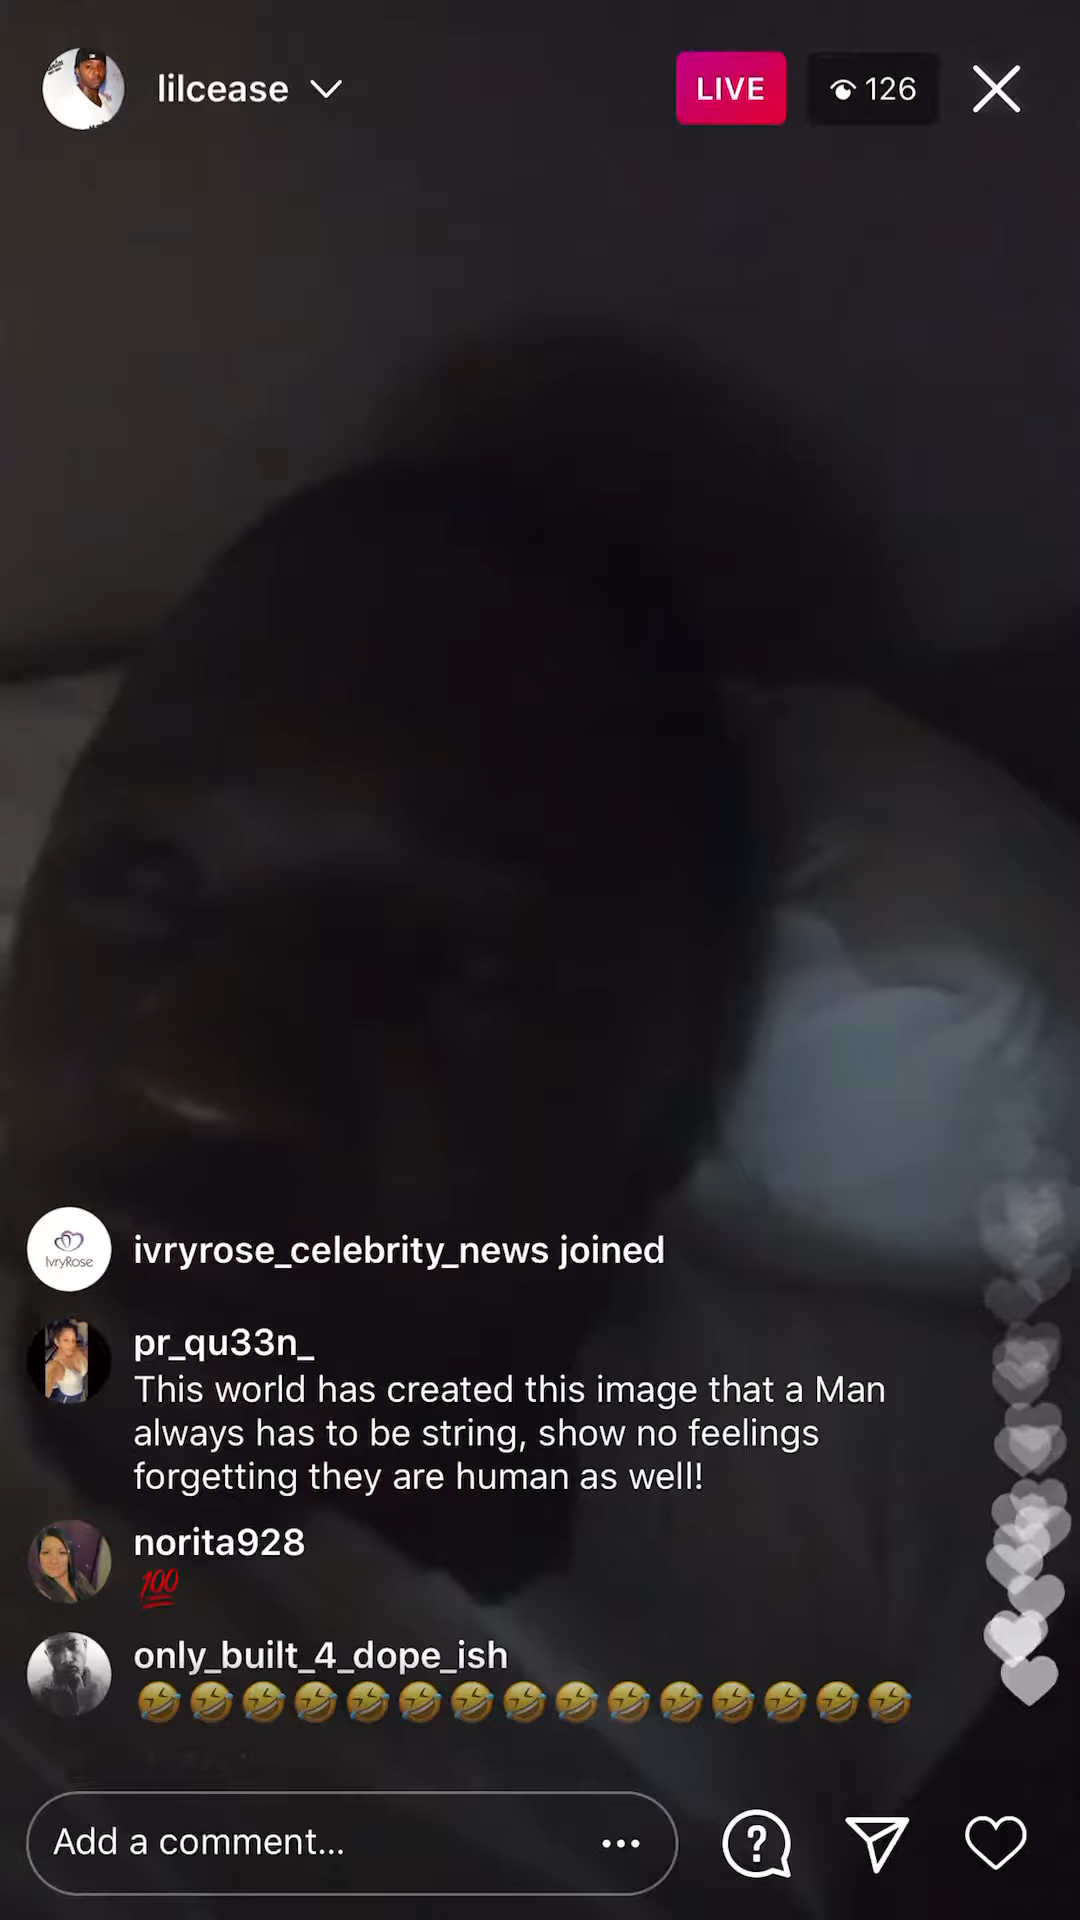 lilcease
LIVE
126
IvryRose
ivryrose_celebrity_news joined
pr_qu33n_
This world has created this image that a Man
always has to be string, show no feelings
forgetting they are human as well!
norita928
💯
only_built_4_dope_ish
🤣🤣🤣🤣🤣🤣🤣🤣🤣🤣🤣🤣🤣🤣🤣
Add a comment...